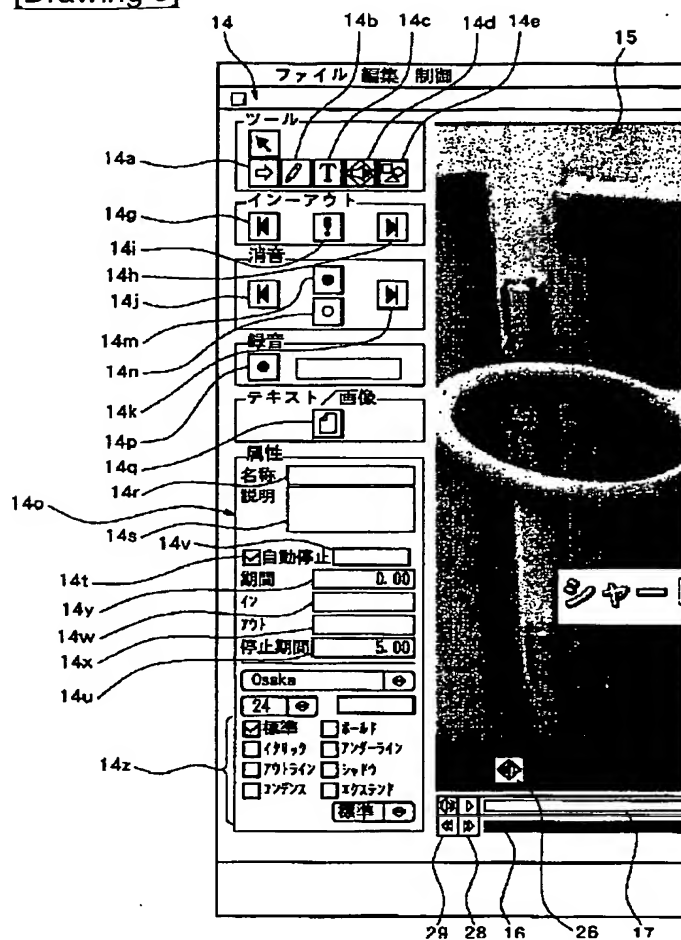 14
14b
14c
14d
14e
15
ファイル 編集 制御
ツール
T
14a
インーアウト
14g
14i
消音
14h
14j
14m
14n
録音
14k
14p
テキスト/画像
14q
属性
名称
14r
説明
14o
14s
14v
14t
自動停止
期間 0.00
14y
イン
14w
アウト
14x
停止期間 5.00
14u
Osaka
24
標準 ボールド
イタリック アンダーライン
アウトライン シャドウ
コンデンス エクステンド
14z
標準
シャー
29 28 16 26 17